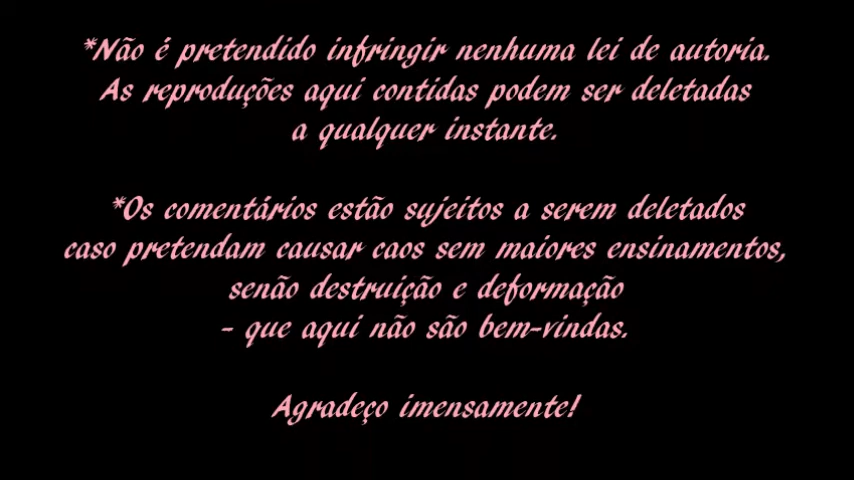 *Não é pretendido infringir nenhuma lei de autoria.
As reproduções aqui contidas podem ser deletadas
a qualquer instante.
*Os comentários estão sujeitos a serem deletados
caso pretendam causar caos sem maiores ensinamentos,
senão destruição e deformação
- que aqui não são bem-vindas.
Agradeço imensamente!